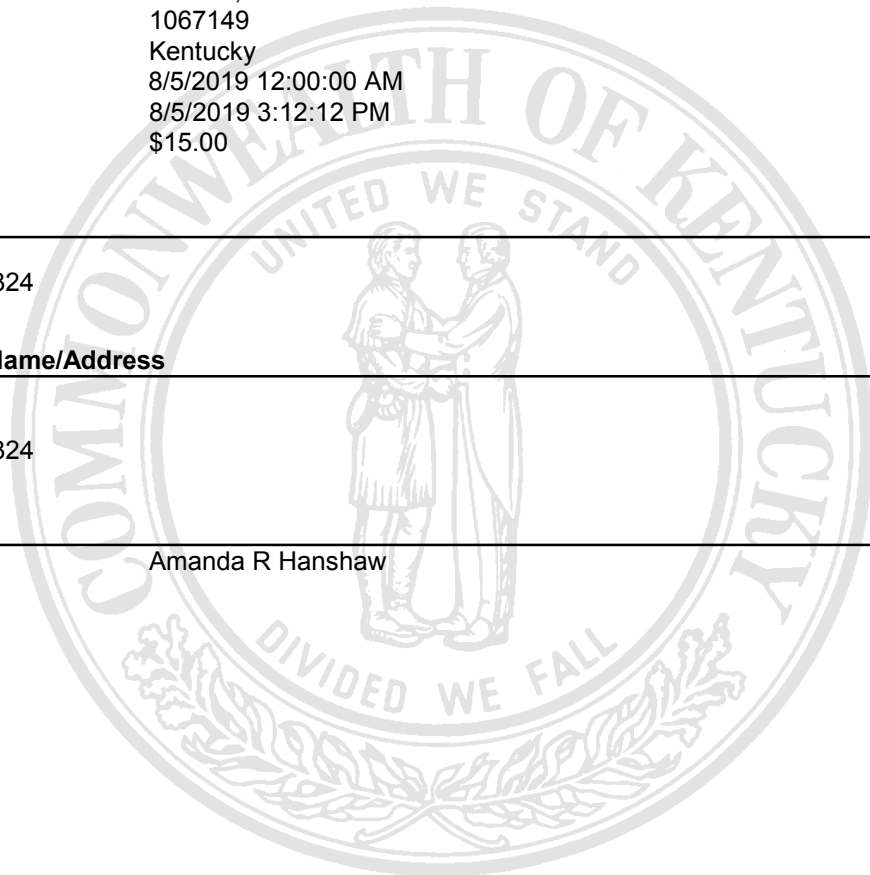 1067149
Kentucky
8/5/2019 12:00:00 AM
8/5/2019 3:12:12 PM
$15.00
324
Name/Address
324
Amanda R Hanshaw
COMMONWEALTH OF KENTUCKY
UNITED WE STAND
DIVIDED WE FALL